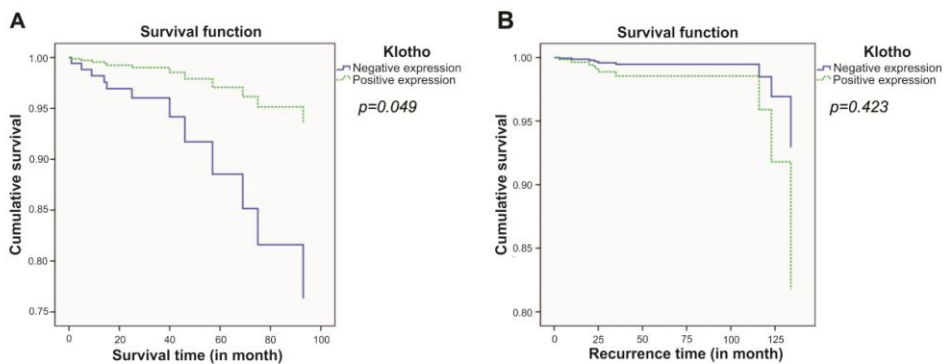 A
Survival function
Klotho
Negative expression
Positive expression
p=0.049
1.00
0.95
0.90
0.85
0.80
0.75
Cumulative survival
0 20 40 60 80 100
Survival time (in month)
B
Survival function
Klotho
Negative expression
Positive expression
p=0.423
1.00
0.95
0.90
0.85
0.80
Cumulative survival
0 25 50 75 100 125
Recurrence time (in month)